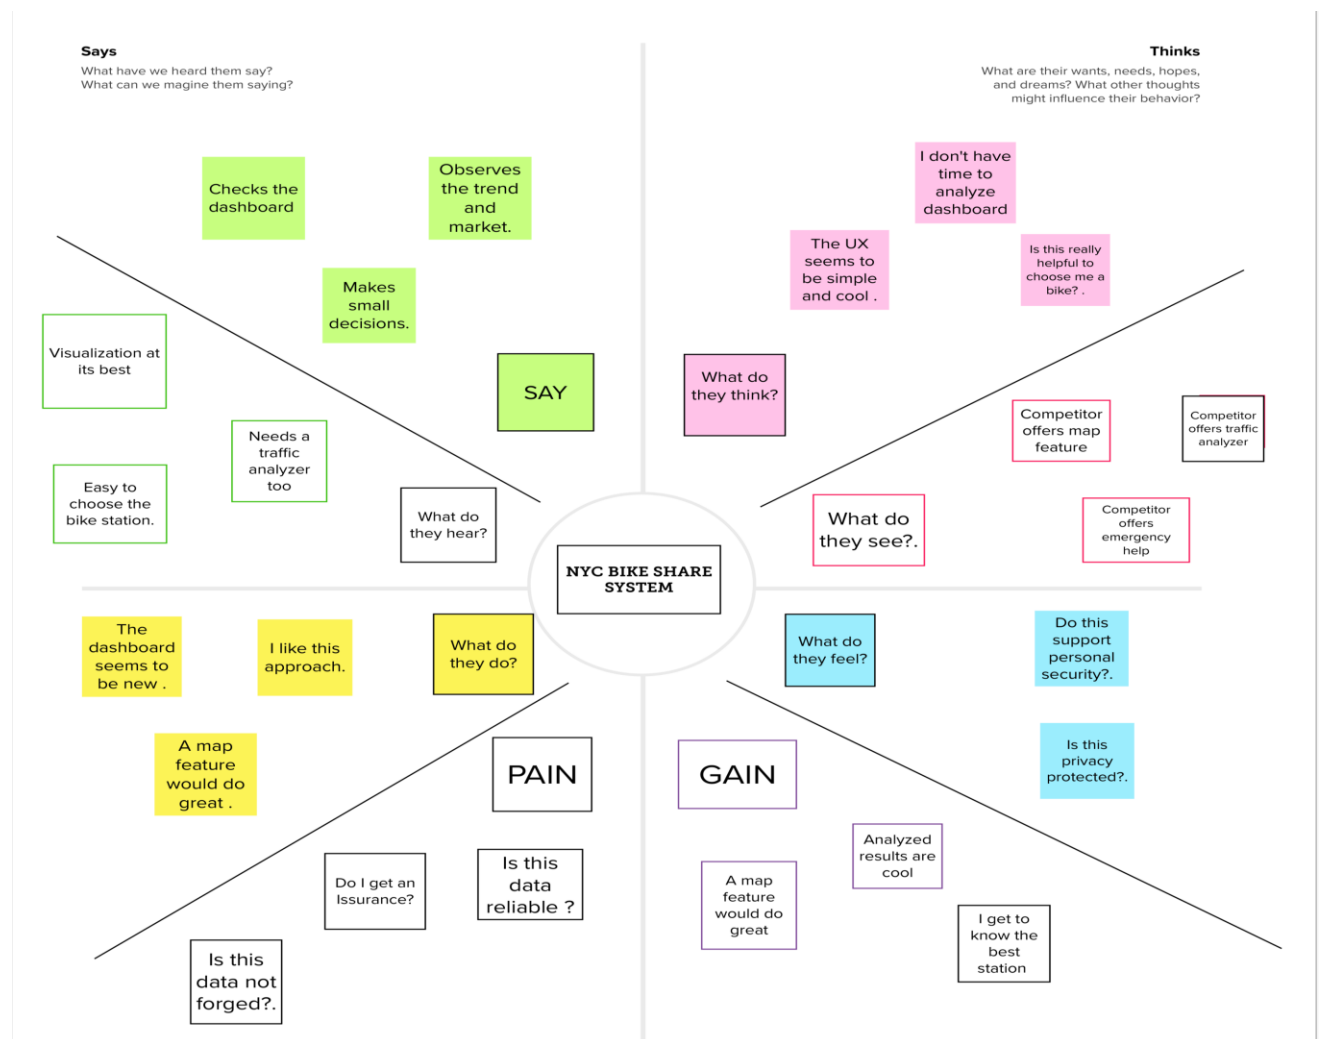 Says
What have we heard them say?
What can we magine them saying?
Thinks
What are their wants, needs, hopes,
and dreams? What other thoughts
might influence their behavior?
Checks the
dashboard
Observes
the trend
and
market.
Makes
small
decisions.
SAY
I don't have
time to
analyze
dashboard
The UX
seems to
be simple
and cool .
Is this really
helpful to
choose me a
bike? .
What do
they think?
Visualization at
its best
Needs a
traffic
analyzer
too
Easy to
choose the
bike station.
What do
they hear?
Competitor
offers map
feature
Competitor
offers traffic
analyzer
What do
they see?.
Competitor
offers
emergency
help
NYC BIKE SHARE
SYSTEM
The
dashboard
seems to
be new .
I like this
approach.
What do
they do?
A map
feature
would do
great .
What do
they feel?
Do this
support
personal
security?.
Is this
privacy
protected?.
PAIN
Do I get an
Issurance?
Is this
data
reliable ?
Is this
data not
forged?.
GAIN
Analyzed
results are
cool
A map
feature
would do
great
I get to
know the
best
station